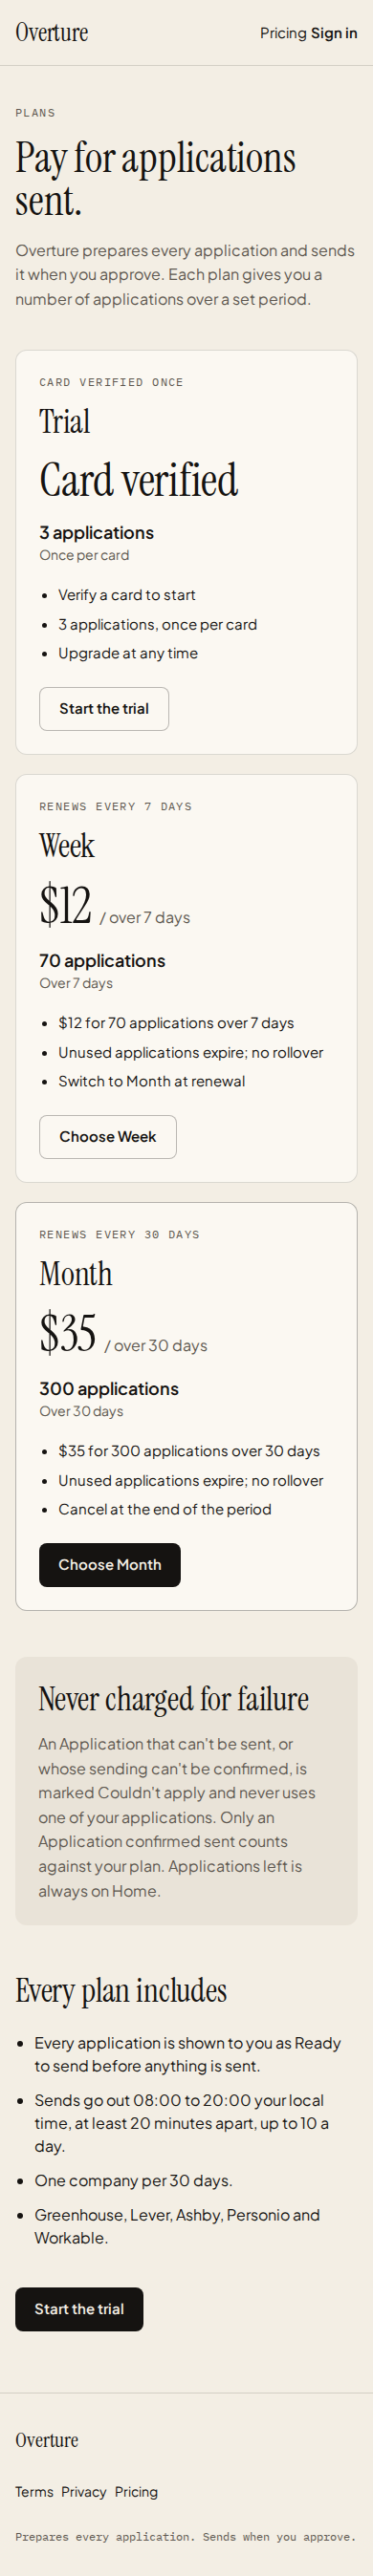 Overture
Pricing Sign in
PLANS
Pay for applications
sent.
Overture prepares every application and sends
it when you approve. Each plan gives you a
number of applications over a set period.
CARD VERIFIED ONCE
Trial
Card verified
3 applications
Once per card
• Verify a card to start
• 3 applications, once per card
• Upgrade at any time
Start the trial
RENEWS EVERY 7 DAYS
Week
$12 / over 7 days
70 applications
Over 7 days
• $12 for 70 applications over 7 days
• Unused applications expire; no rollover
• Switch to Month at renewal
Choose Week
RENEWS EVERY 30 DAYS
Month
$35 / over 30 days
300 applications
Over 30 days
• $35 for 300 applications over 30 days
• Unused applications expire; no rollover
• Cancel at the end of the period
Choose Month
Never charged for failure
An Application that can't be sent, or
whose sending can't be confirmed, is
marked Couldn't apply and never uses
one of your applications. Only an
Application confirmed sent counts
against your plan. Applications left is
always on Home.
Every plan includes
• Every application is shown to you as Ready
to send before anything is sent.
• Sends go out 08:00 to 20:00 your local
time, at least 20 minutes apart, up to 10 a
day.
• One company per 30 days.
• Greenhouse, Lever, Ashby, Personio and
Workable.
Start the trial
Overture
Terms Privacy Pricing
Prepares every application. Sends when you approve.